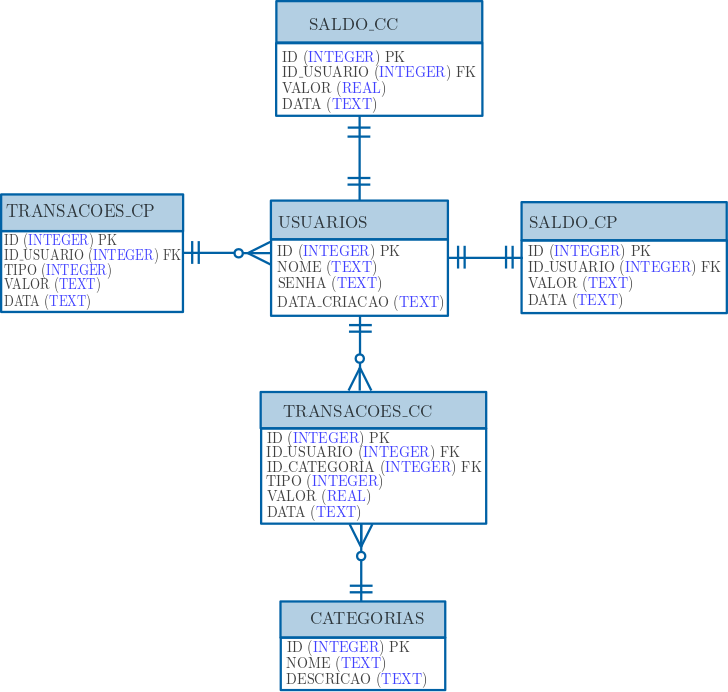 SALDO_CC
ID (INTEGER) PK
ID_USUARIO (INTEGER) FK
VALOR (REAL)
DATA (TEXT)
TRANSACOES_CP
ID (INTEGER) PK
ID_USUARIO (INTEGER) FK
TIPO (INTEGER)
VALOR (TEXT)
DATA (TEXT)
USUARIOS
ID (INTEGER) PK
NOME (TEXT)
SENHA (TEXT)
DATA_CRIACAO (TEXT)
SALDO_CP
ID (INTEGER) PK
ID_USUARIO (INTEGER) FK
VALOR (TEXT)
DATA (TEXT)
TRANSACOES_CC
ID (INTEGER) PK
ID_USUARIO (INTEGER) FK
ID_CATEGORIA (INTEGER) FK
TIPO (INTEGER)
VALOR (REAL)
DATA (TEXT)
CATEGORIAS
ID (INTEGER) PK
NOME (TEXT)
DESCRICAO (TEXT)